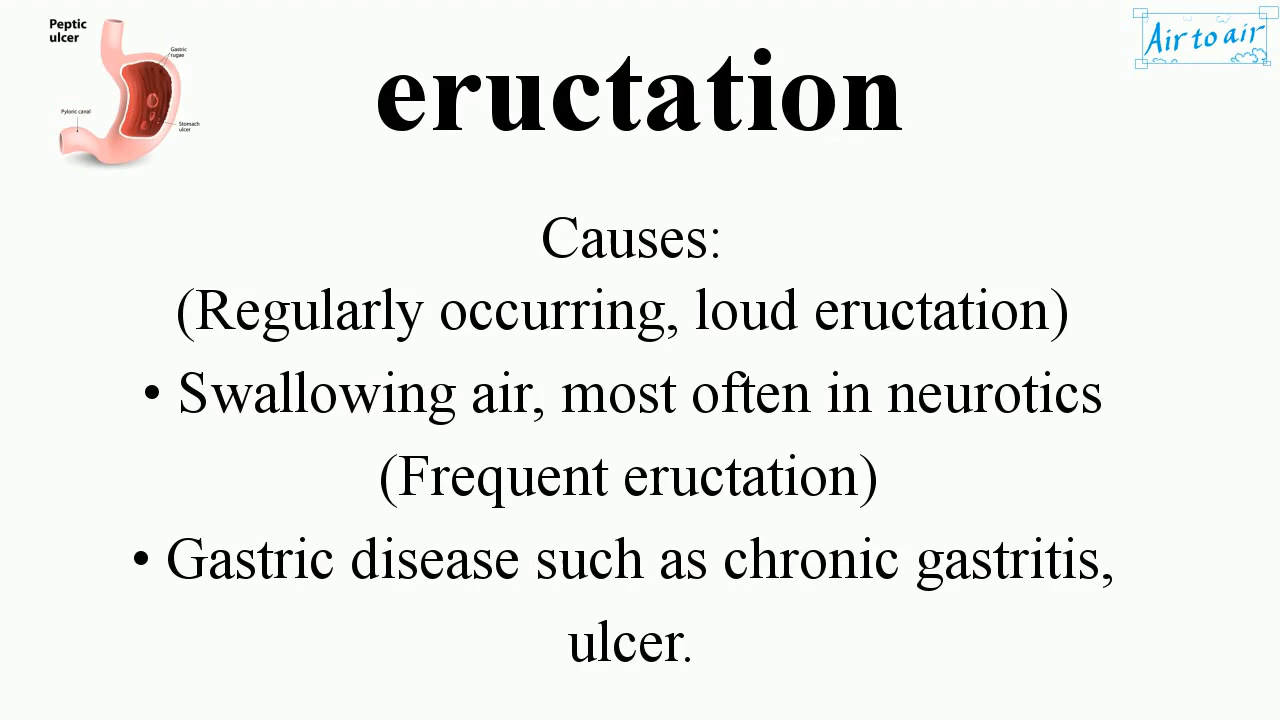 Peptic
ulcer
Gastric
rugae
Pyloric canal
Stomach
ulcer
Air to air
eructation
Causes:
(Regularly occurring, loud eructation)
• Swallowing air, most often in neurotics
(Frequent eructation)
• Gastric disease such as chronic gastritis,
ulcer.